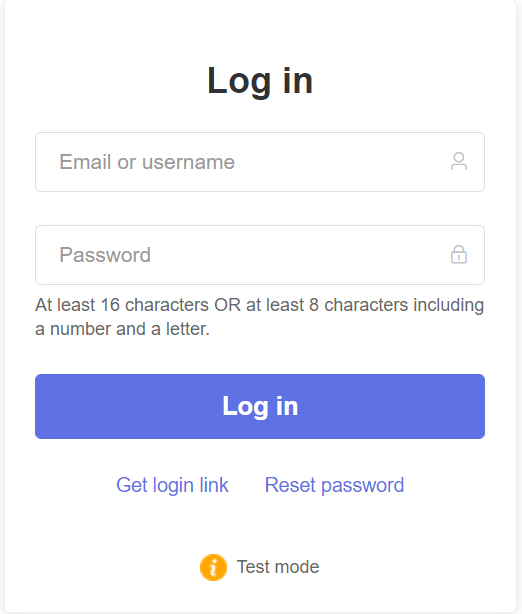 Log in
Email or username
Password
At least 16 characters OR at least 8 characters including
a number and a letter.
Log in
Get login link Reset password
i Test mode